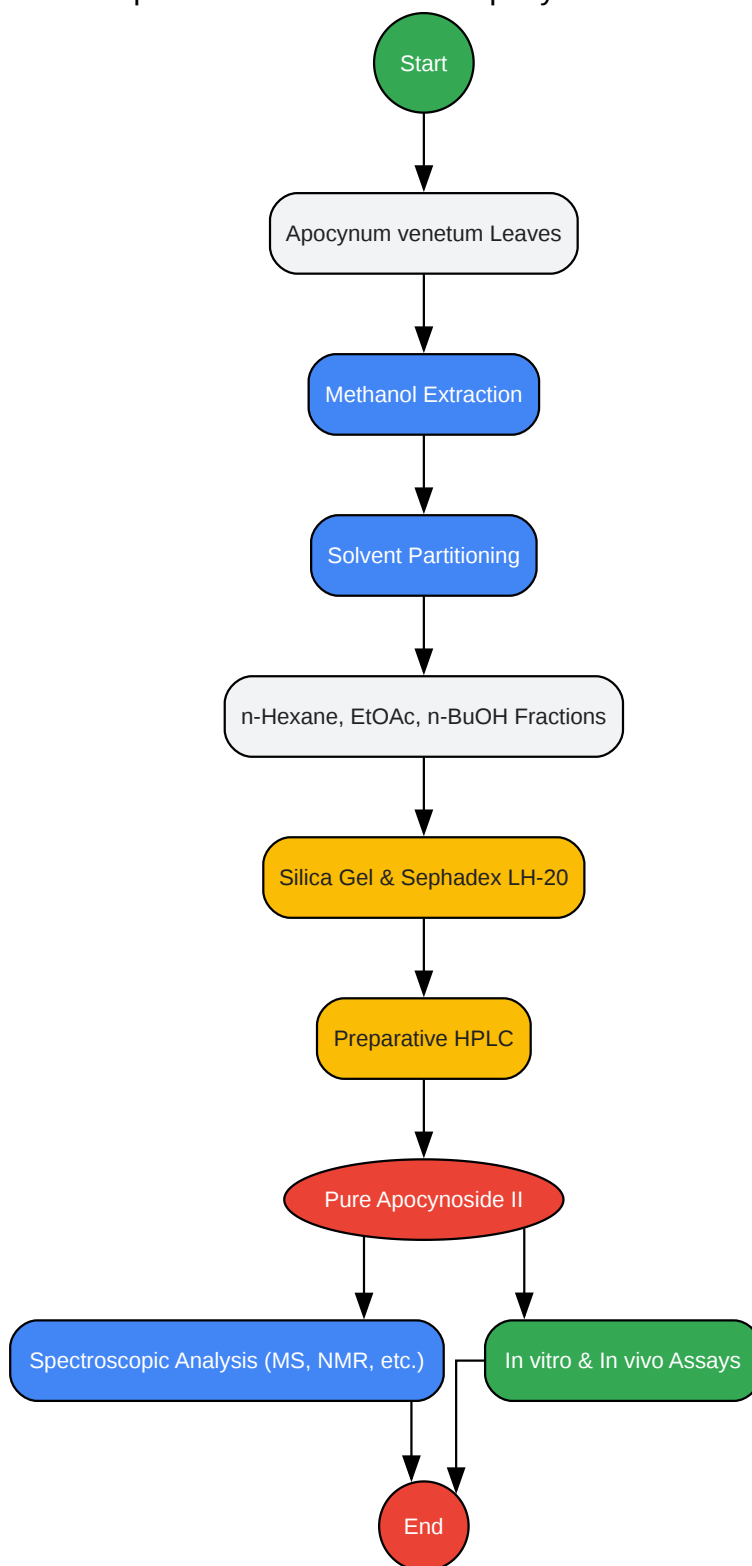 Start
Apocynum venetum Leaves
Methanol Extraction
Solvent Partitioning
n-Hexane, EtOAc, n-BuOH Fractions
Silica Gel & Sephadex LH-20
Preparative HPLC
Pure Apocynoside II
Spectroscopic Analysis (MS, NMR, etc.)
In vitro & In vivo Assays
End